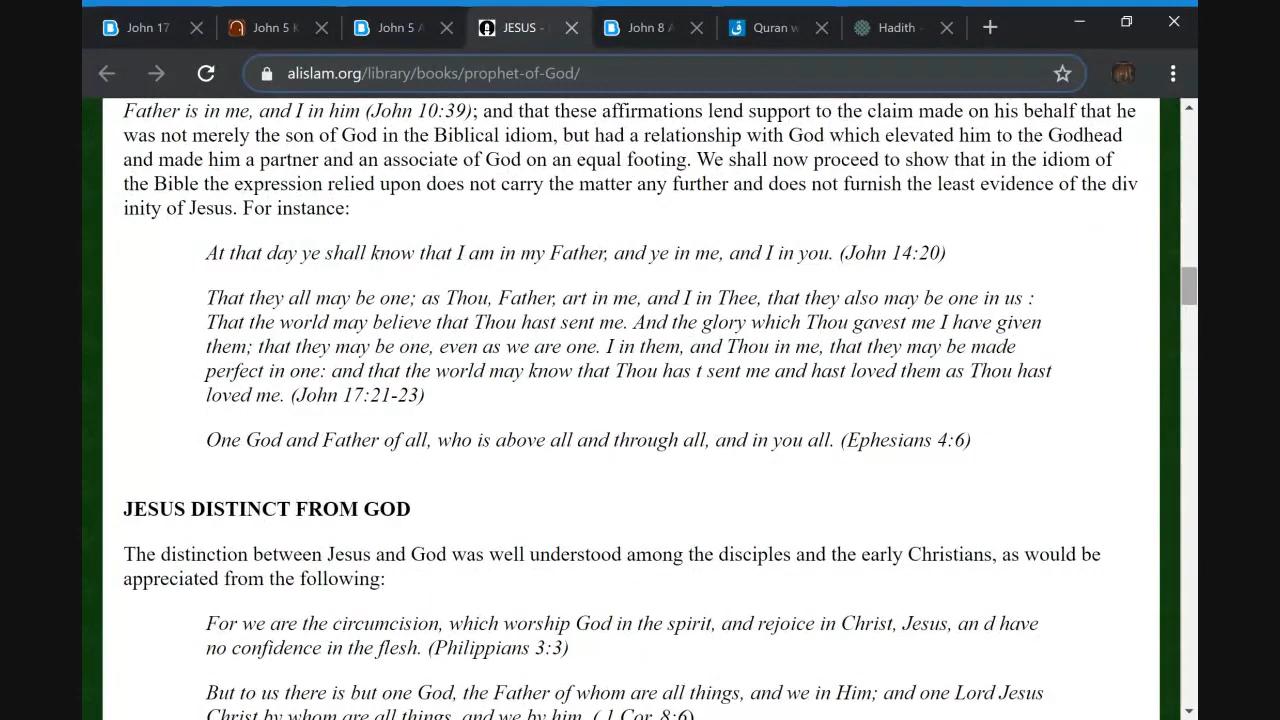 John 17
John 5 K
John 5 A
JESUS -
John 8 A
Quran w
Hadith -
alislam.org/library/books/prophet-of-God/
Father is in me, and I in him (John 10:39); and that these affirmations lend support to the claim made on his behalf that he
was not merely the son of God in the Biblical idiom, but had a relationship with God which elevated him to the Godhead
and made him a partner and an associate of God on an equal footing. We shall now proceed to show that in the idiom of
the Bible the expression relied upon does not carry the matter any further and does not furnish the least evidence of the div
inity of Jesus. For instance:
At that day ye shall know that I am in my Father, and ye in me, and I in you. (John 14:20)
That they all may be one; as Thou, Father, art in me, and I in Thee, that they also may be one in us :
That the world may believe that Thou hast sent me. And the glory which Thou gavest me I have given
them; that they may be one, even as we are one. I in them, and Thou in me, that they may be made
perfect in one: and that the world may know that Thou has t sent me and hast loved them as Thou hast
loved me. (John 17:21-23)
One God and Father of all, who is above all and through all, and in you all. (Ephesians 4:6)
JESUS DISTINCT FROM GOD
The distinction between Jesus and God was well understood among the disciples and the early Christians, as would be
appreciated from the following:
For we are the circumcision, which worship God in the spirit, and rejoice in Christ, Jesus, an d have
no confidence in the flesh. (Philippians 3:3)
But to us there is but one God, the Father of whom are all things, and we in Him; and one Lord Jesus
Christ by whom are all things, and we by him. ( 1 Cor. 8:6)